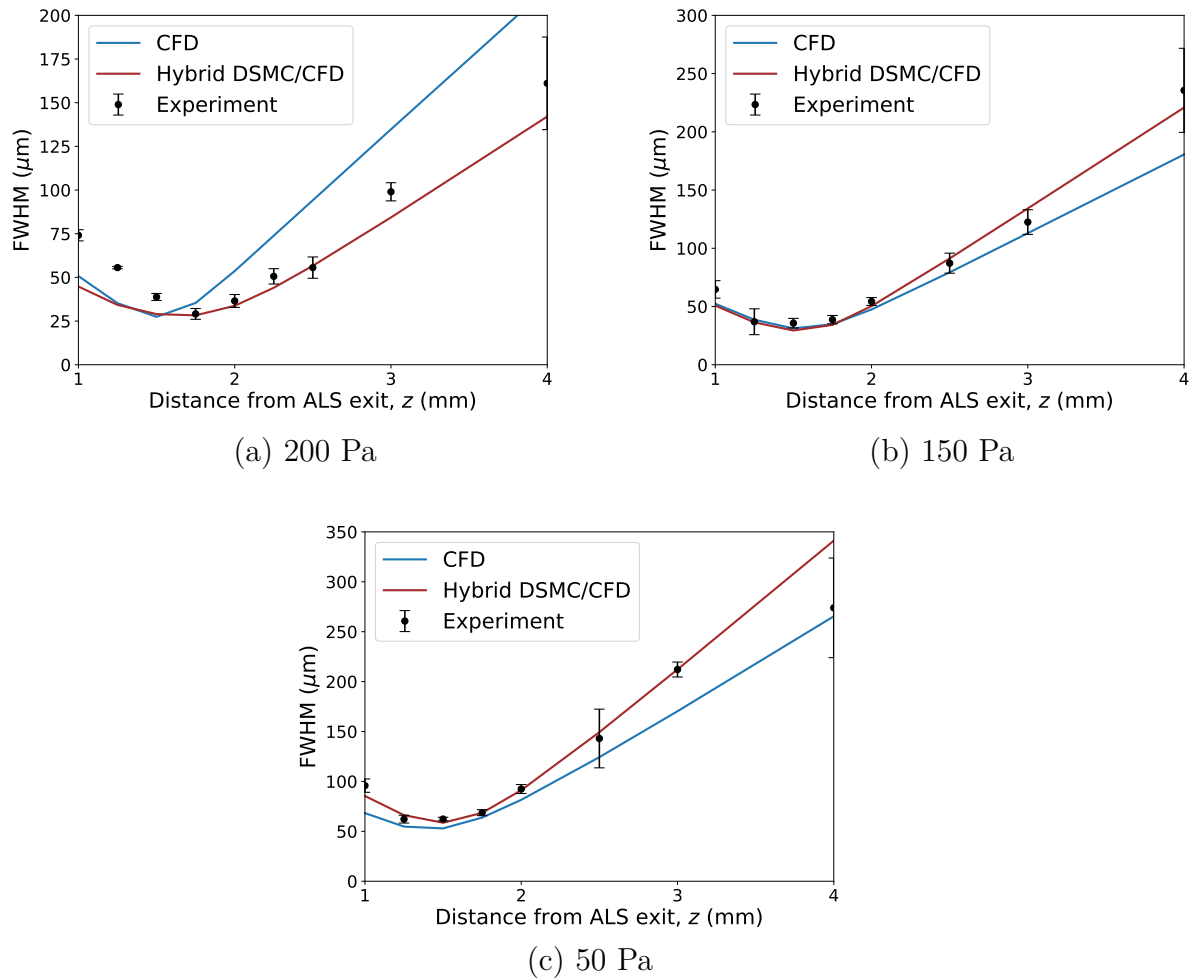 200
175
150
125
100
75
50
25
0
FWHM (μm)
CFD
Hybrid DSMC/CFD
Experiment
1 2 3 4
Distance from ALS exit, z (mm)
(a) 200 Pa
300
250
200
150
100
50
0
FWHM (μm)
CFD
Hybrid DSMC/CFD
Experiment
1 2 3 4
Distance from ALS exit, z (mm)
(b) 150 Pa
350
300
250
200
150
100
50
0
FWHM (μm)
CFD
Hybrid DSMC/CFD
Experiment
1 2 3 4
Distance from ALS exit, z (mm)
(c) 50 Pa